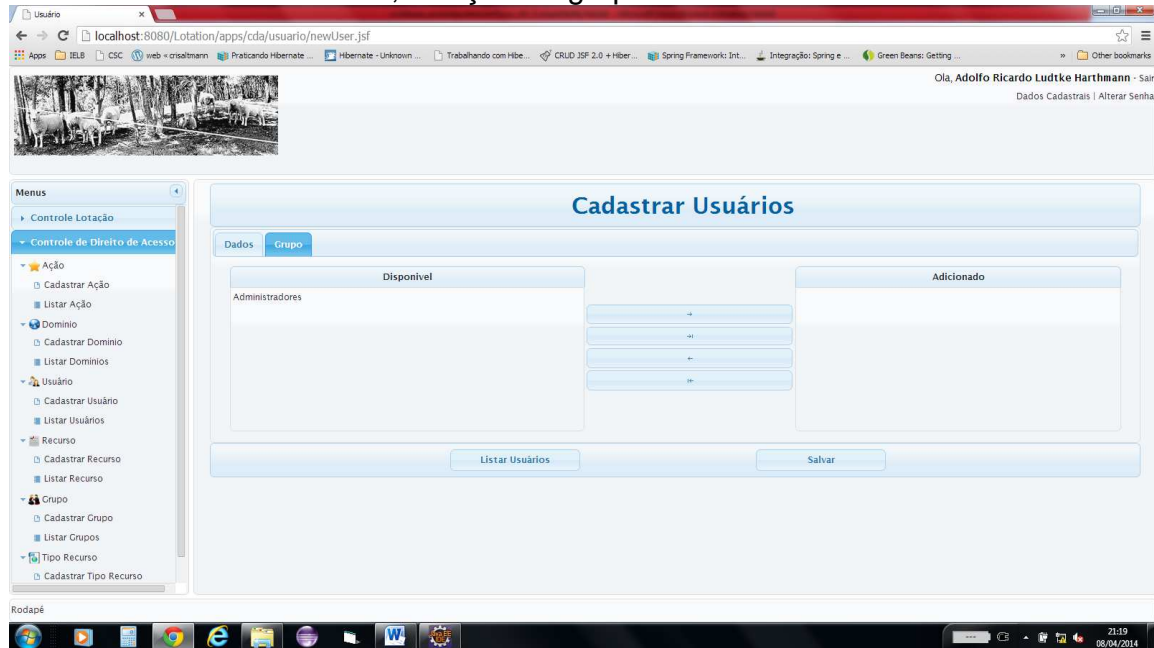 Usuário
localhost:8080/Lotation/apps/cda/usuario/newUser.jsf
Apps IELB CSC web « crisaltmann Praticando Hibernate ... Hibernate - Unknown ... Trabalhando com Hibe... CRUD JSF 2.0 + Hiber... Spring Framework: Int... Integração: Spring e ... Green Beans: Getting ... » Other bookmarks
Ola, Adolfo Ricardo Ludtke Harthmann - Sair
Dados Cadastrais | Alterar Senha
Menus
Controle Lotação
Controle de Direito de Acesso
Ação
Cadastrar Ação
Listar Ação
Dominio
Cadastrar Dominio
Listar Dominios
Usuário
Cadastrar Usuário
Listar Usuários
Recurso
Cadastrar Recurso
Listar Recurso
Grupo
Cadastrar Grupo
Listar Grupos
Tipo Recurso
Cadastrar Tipo Recurso
Cadastrar Usuários
Dados Grupo
Disponivel
Administradores
Adicionado
Listar Usuários
Salvar
Rodapé
21:19
08/04/2014